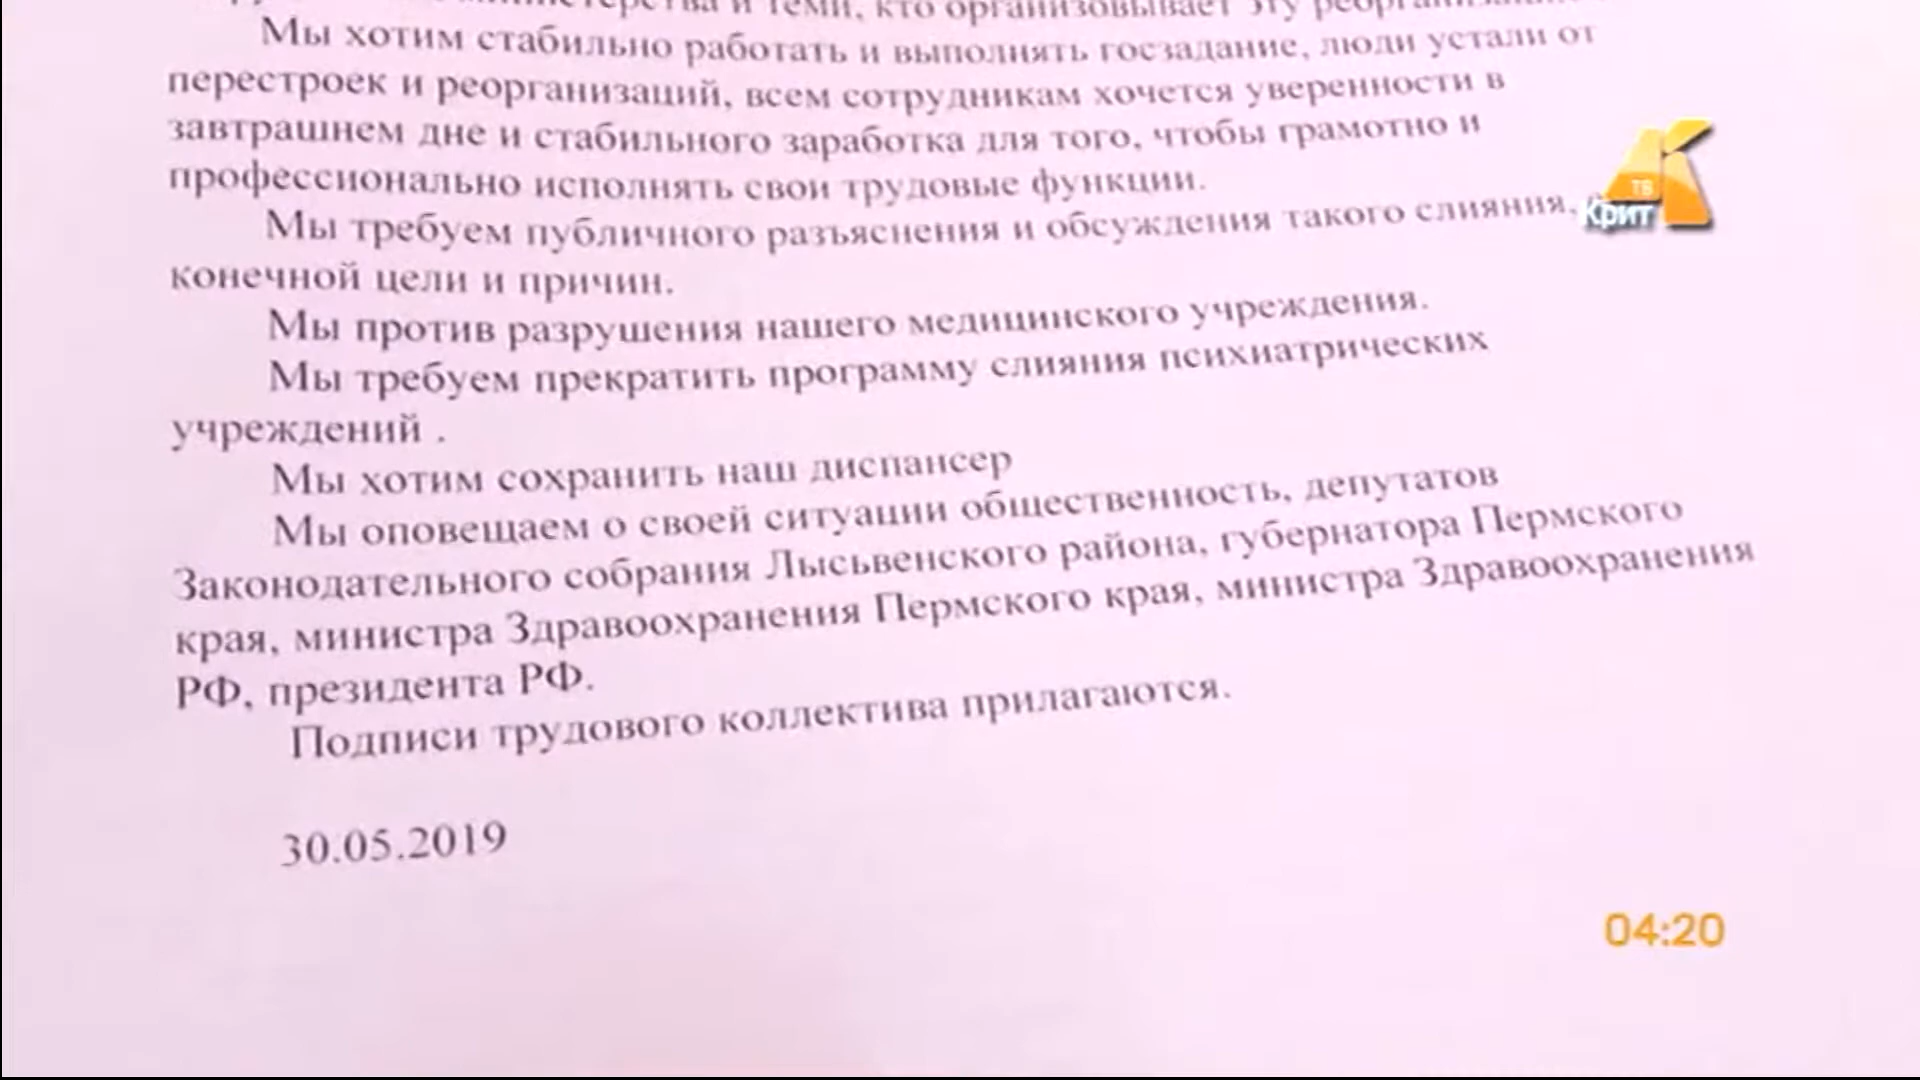 и теми, кто организовывает эту
Мы хотим стабильно работать и выполнять госзадание, люди устали от
перестроек и реорганизаций, всем сотрудникам хочется уверенности в
завтрашнем дне и стабильного заработка для того, чтобы грамотно и
профессионально исполнять свои трудовые функции.
Мы требуем публичного разъяснения и обсуждения такого слияния,
конечной цели и причин.
Мы против разрушения нашего медицинского учреждения.
Мы требуем прекратить программу слияния психиатрических
учреждений .
Мы хотим сохранить наш диспансер
Мы оповещаем о своей ситуации общественность, депутатов
Законодательного собрания Лысьвенского района, губернатора Пермского
края, министра Здравоохранения Пермского края, министра Здравоохранения
РФ, президента РФ.
Подписи трудового коллектива прилагаются.
30.05.2019
ТВ
Крит
04:20